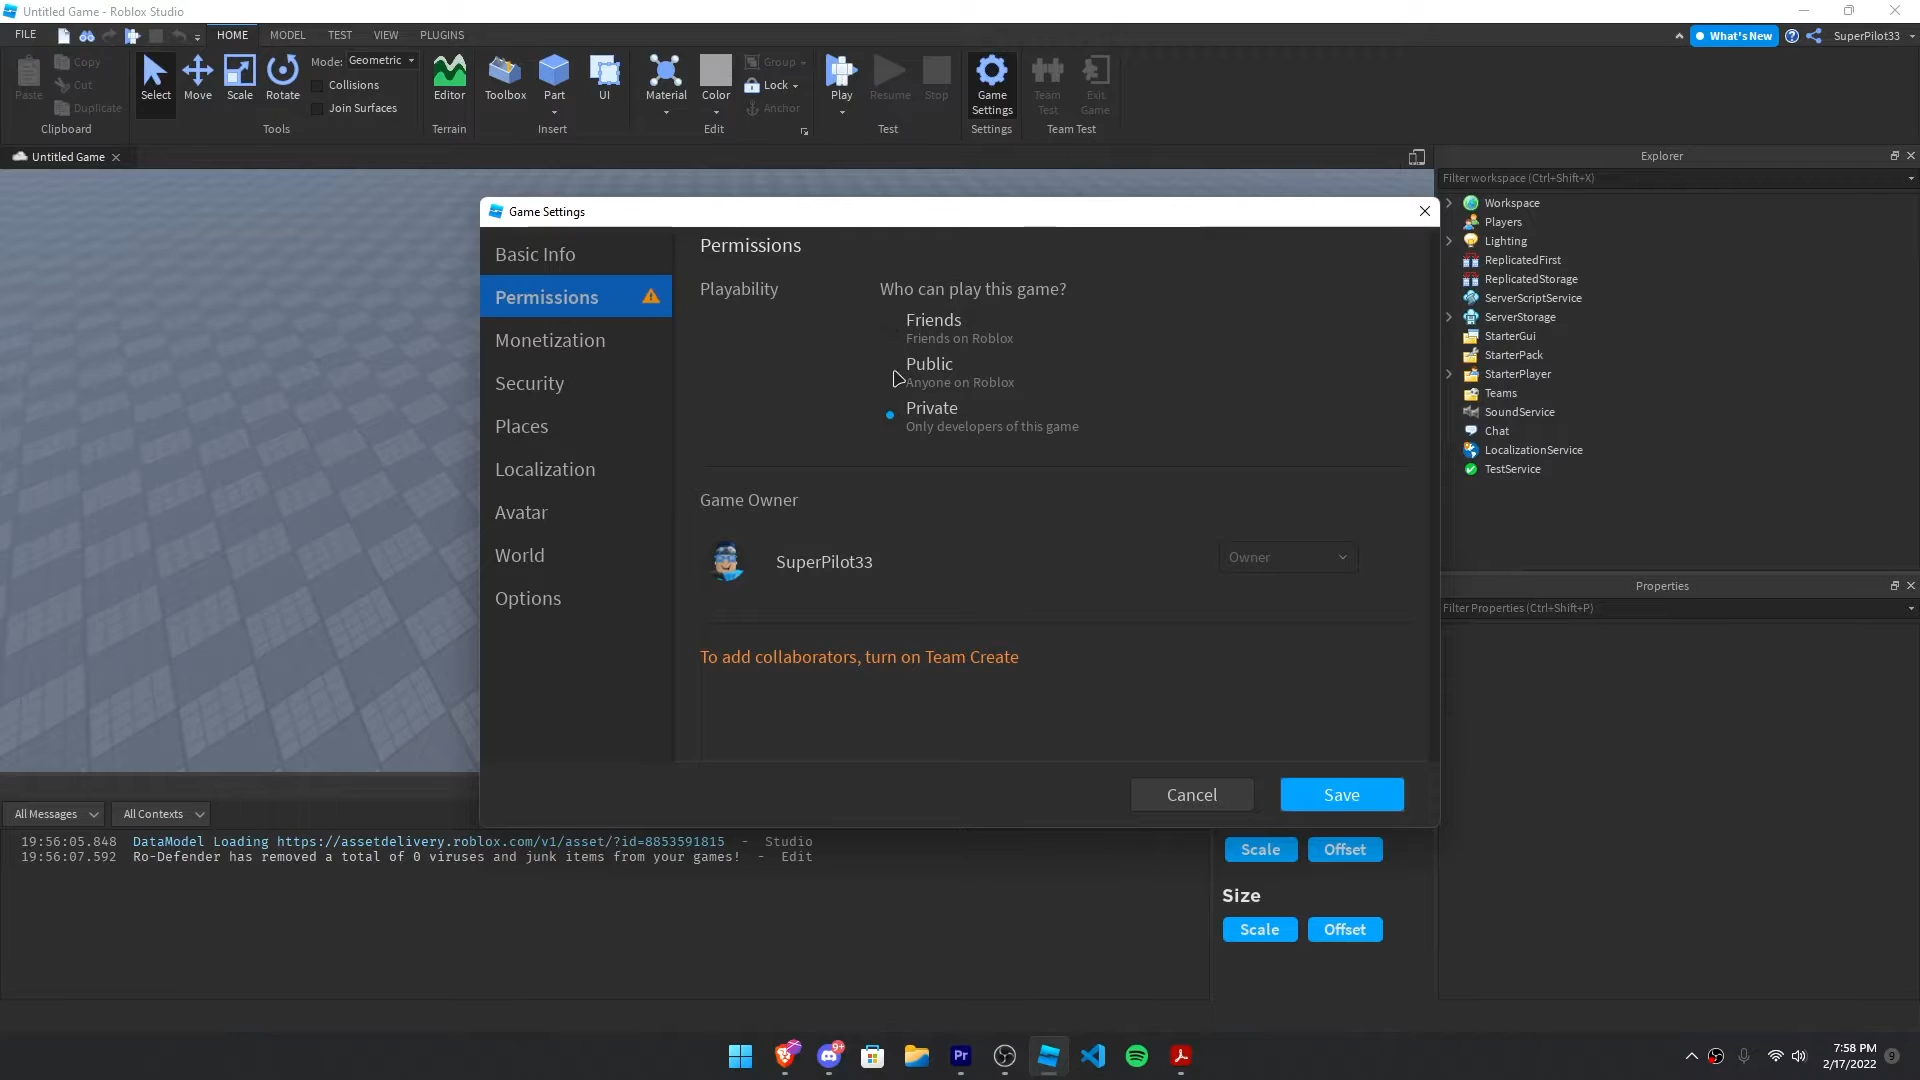 Untitled Game - Roblox Studio
FILE HOME MODEL TEST VIEW PLUGINS What's New SuperPilot33
Paste Copy Cut Duplicate Clipboard
Select Move Scale Rotate Mode: Geometric Collisions Join Surfaces Tools
Editor Terrain
Toolbox Part UI Insert
Material Color Group Lock Anchor Edit
Play Resume Stop Test
Game Settings Settings
Team Test Exit Game Team Test
Untitled Game
Explorer
Filter workspace (Ctrl+Shift+X)
Workspace
Players
Lighting
ReplicatedFirst
ReplicatedStorage
ServerScriptService
ServerStorage
StarterGui
StarterPack
StarterPlayer
Teams
SoundService
Chat
LocalizationService
TestService
Properties
Filter Properties (Ctrl+Shift+P)
Game Settings
Basic Info
Permissions
Monetization
Security
Places
Localization
Avatar
World
Options
Permissions
Playability Who can play this game?
Friends
Friends on Roblox
Public
Anyone on Roblox
Private
Only developers of this game
Game Owner
SuperPilot33 Owner
To add collaborators, turn on Team Create
Cancel Save
All Messages All Contexts
19:56:05.848 DataModel Loading https://assetdelivery.roblox.com/v1/asset/?id=8853591815 - Studio
19:56:07.592 Ro-Defender has removed a total of 0 viruses and junk items from your games! - Edit
Scale Offset
Size
Scale Offset
9+ Pr
7:58 PM
2/17/2022 9